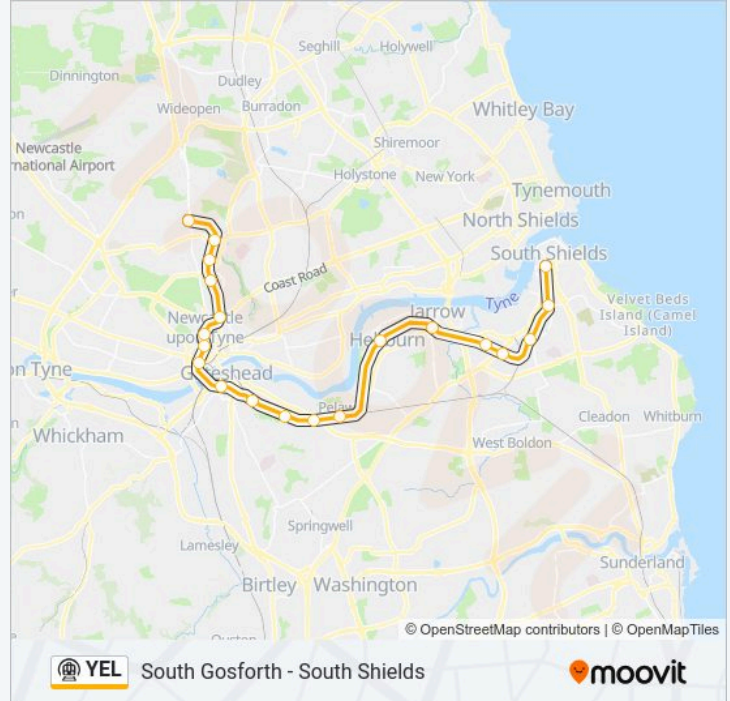 Seghill
Holywell
Dinnington
Dudley
Wideopen
Burradon
Whitley Bay
Shiremoor
Newcastle
rnational Airport
Holystone
New York
Tynemouth
North Shields
South Shields
Coast Road
Tyne
Velvet Beds
Island (Camel
Island)
Jarrow
Newcastle
upon Tyne
Hebburn
on Tyne
Gateshead
Pelaw
Cleadon
Whitburn
Whickham
West Boldon
Springwell
Lamesley
Sunderland
Birtley
Washington
© OpenStreetMap contributors | © OpenMapTiles
YEL
South Gosforth - South Shields
moovit